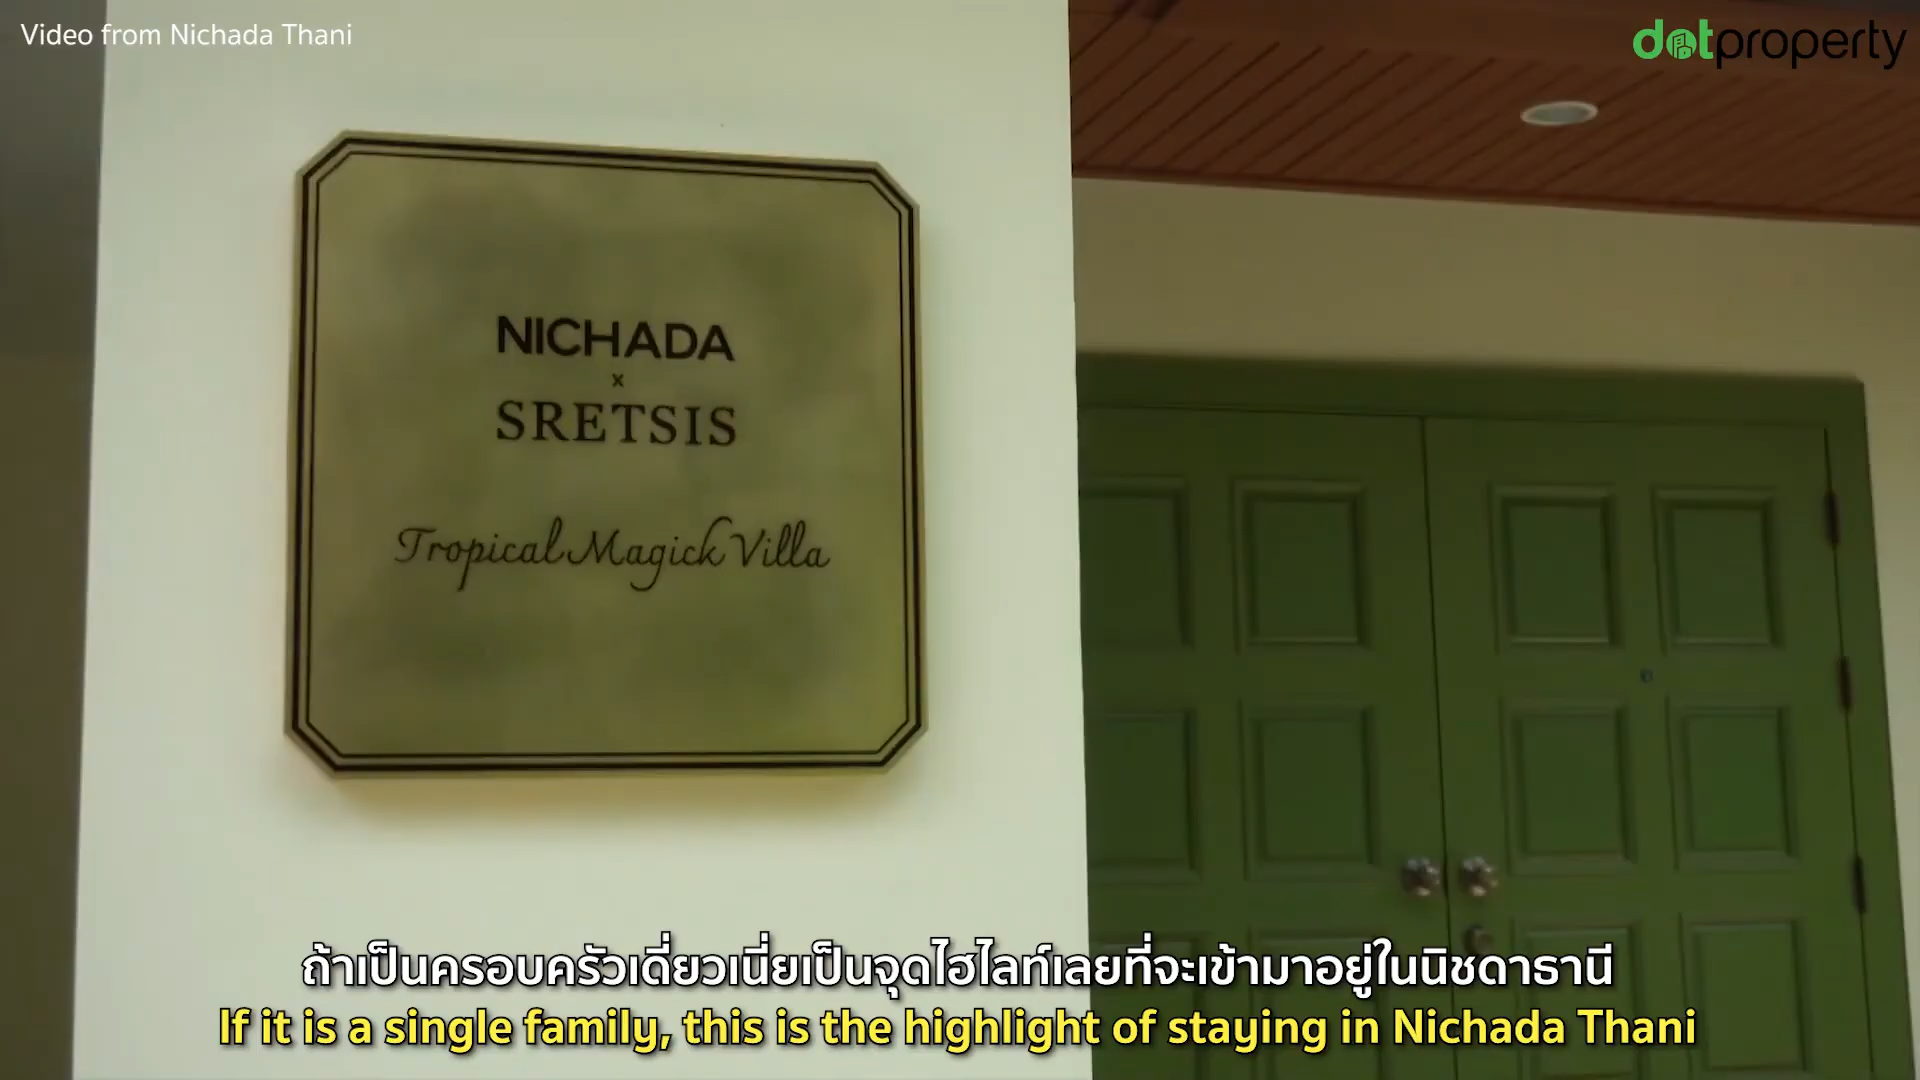 Video from Nichada Thani
dotproperty
NICHADA
x
SRETSIS
Tropical Magick Villa
ถ้าเป็นครอบครัวเดี่ยวเนี่ยเป็นจุดไฮไลท์เลยที่จะเข้ามาอยู่ในนิชดาธานี
If it is a single family, this is the highlight of staying in Nichada Thani